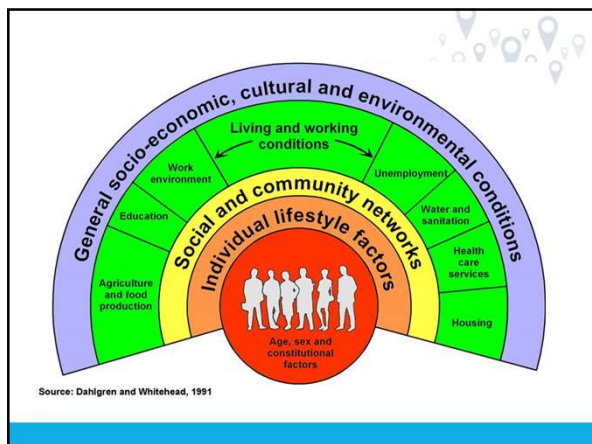 General socio-economic, cultural and environmental conditions
Living and working
conditions
Work
environment
Education
Agriculture
and food
production
Unemployment
Water and
sanitation
Health
care
services
Housing
Social and community networks
Individual lifestyle factors
Age, sex and
constitutional
factors
Source: Dahlgren and Whitehead, 1991